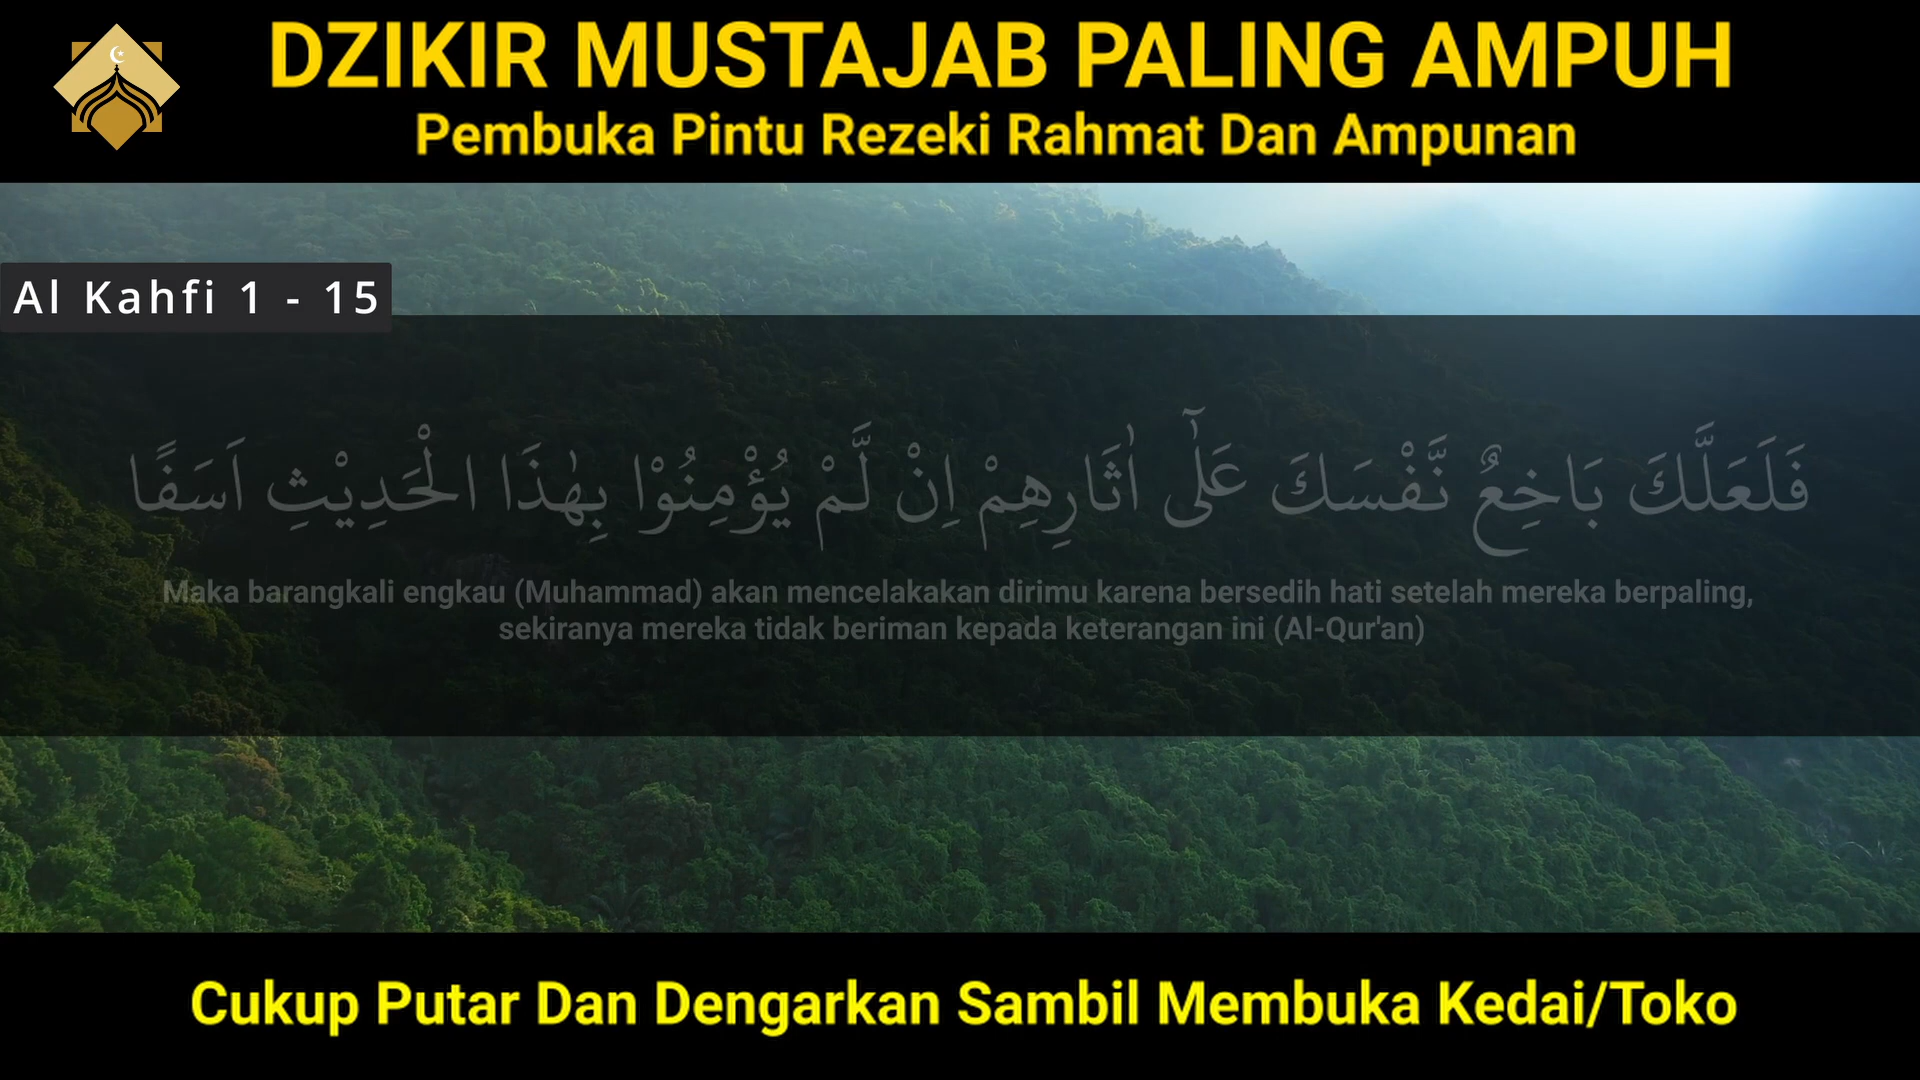 DZIKIR MUSTAJAB PALING AMPUH
Pembuka Pintu Rezeki Rahmat Dan Ampunan
Al Kahfi 1 - 15
فَلَعَلَّكَ بَاخِعٌ نَّفْسَكَ عَلٰٓى اٰثَارِهِمْ اِنْ لَّمْ يُؤْمِنُوْا بِهٰذَا الْحَدِيْثِ اَسَفًا
Maka barangkali engkau (Muhammad) akan mencelakakan dirimu karena bersedih hati setelah mereka berpaling,
sekiranya mereka tidak beriman kepada keterangan ini (Al-Qur'an)
Cukup Putar Dan Dengarkan Sambil Membuka Kedai/Toko